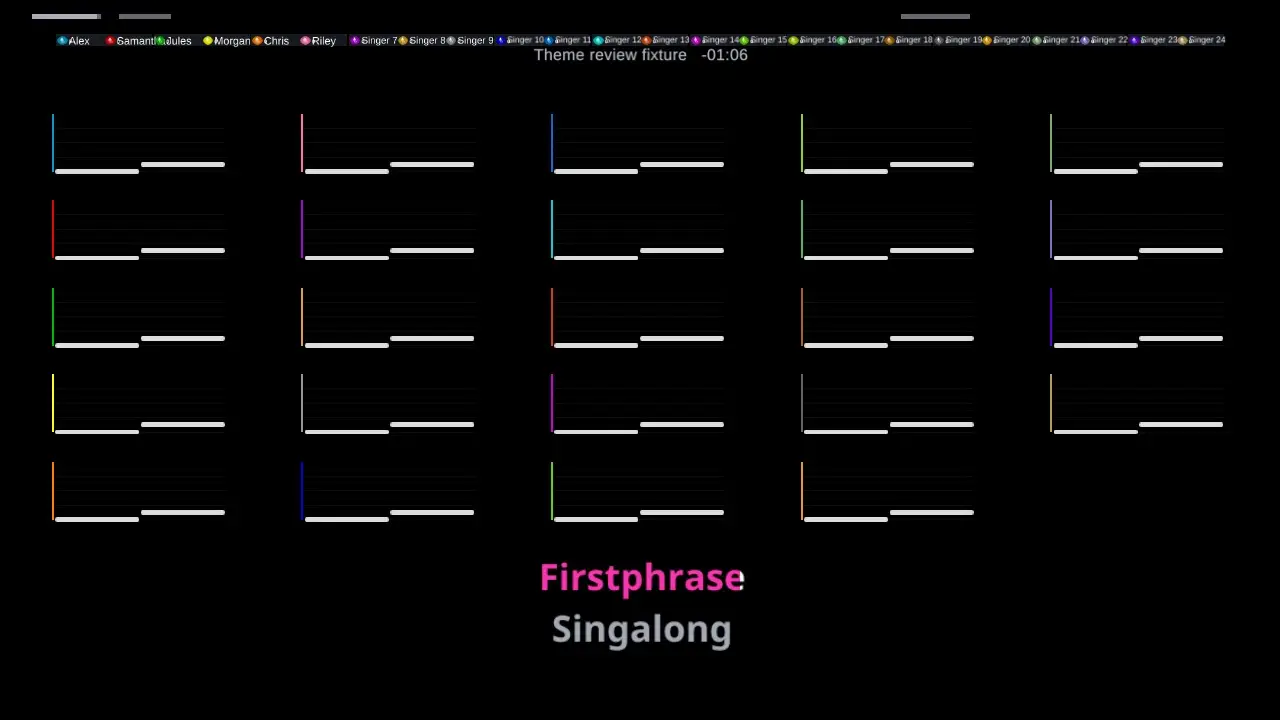 Alex Samant Jules Morgan Chris Riley Singer 7 Singer 8 Singer 9 Singer 10 Singer 11 Singer 12 Singer 13 Singer 14 Singer 15 Singer 16 Singer 17 Singer 18 Singer 19 Singer 20 Singer 21 Singer 22 Singer 23 Singer 24
Theme review fixture -01:06
Firstphrase
Singalong